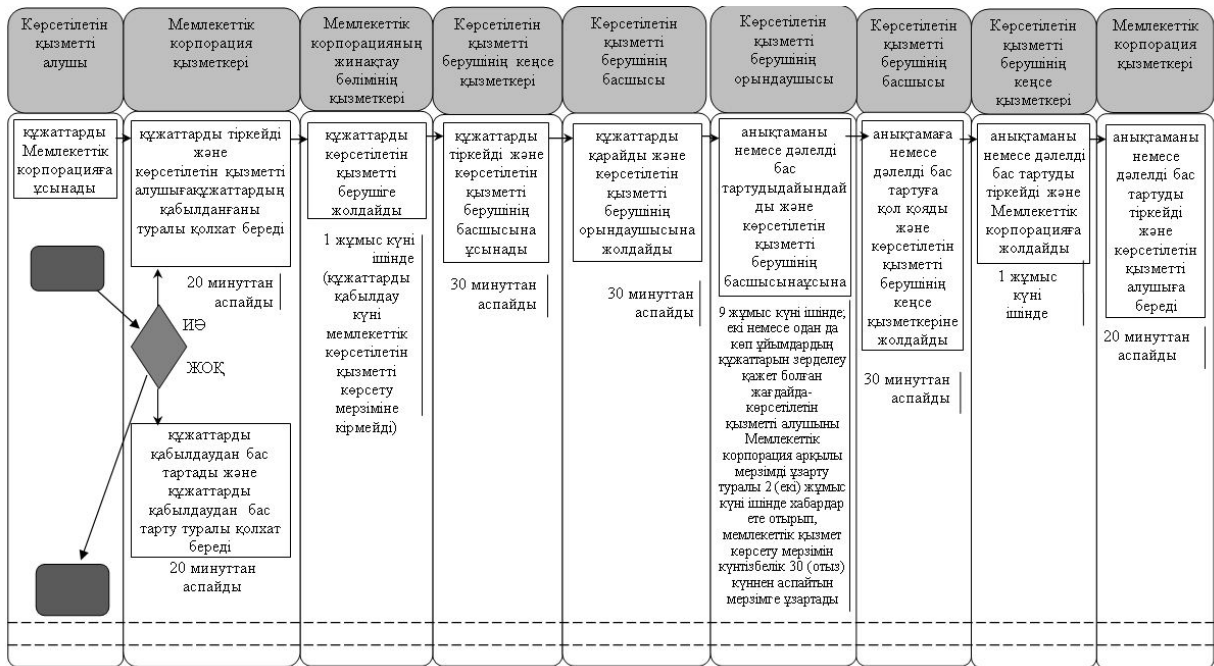 Көрсетілетін
қызметті
алушы
Мемлекеттік
корпорация
қызметкері
Мемлекеттік
корпорацияның
жинақтау
бөлімінің
қызметкері
Көрсетілетін
қызметті
берушінің кеңсе
қызметкері
Көрсетілетін
қызметті
берушінің
басшысы
Көрсетілетін
қызметті
берушінің
орындаушысы
Көрсетілетін
қызметті
берушінің
басшысы
Көрсетілетін
қызметті
берушінің
кеңсе
қызметкері
Мемлекеттік
корпорация
қызметкері
құжаттарды
Мемлекеттік
корпорацияға
ұсынады
құжаттарды тіркейді
және
көрсетілетін қызметті
алушығақұжаттардың
қабылданғаны
туралы қолхат береді
20 минуттан
аспайды
ИӘ
ЖОҚ
құжаттарды
қабылдаудан бас
тартады және
құжаттарды
қабылдаудан бас
тарту туралы қолхат
береді
20 минуттан
аспайды
құжаттарды
көрсетілетін
қызметті
берушіге
жолдайды
1 жұмыс күні
ішінде
(құжаттарды
қабылдау
күні
мемлекеттік
көрсетілетін
қызметті
көрсету
мерзіміне
кірмейді)
құжаттарды
тіркейді және
көрсетілетін
қызметті
берушінің
басшысына
ұсынады
30 минуттан
аспайды
құжаттарды
қарайды және
көрсетілетін
қызметті
берушінің
орындаушысына
жолдайды
30 минуттан
аспайды
анықтаманы
немесе дәлелді
бас
тартудыдайындай
ды және
көрсетілетін
қызметті
берушінің
басшысынаұсына
9 жұмыс күні ішінде;
екі немесе одан да
көп ұйымдардың
құжаттарын зерделеу
қажет болған
жағдайда-
көрсетілетін
қызметті алушыны
Мемлекеттік
корпорация арқылы
мерзімді ұзарту
туралы 2 (екі) жұмыс
күні ішінде хабардар
ете отырып,
мемлекеттік қызмет
көрсету мерзімін
күнтізбелік 30 (отыз)
күннен аспайтын
мерзімге ұзартады
анықтамаға
немесе
дәлелді бас
тартуға
қол қояды
және
көрсетілетін
қызметті
берушінің
кеңсе
қызметкеріне
жолдайды
30 минуттан
аспайды
анықтаманы
немесе дәлелді
бас тартуды
тіркейді және
Мемлекеттік
корпорацияға
жолдайды
1 жұмыс
күні
ішінде
анықтаманы
немесе
дәлелді бас
тартуды
тіркейді
және
көрсетілетін
қызметті
алушыға
береді
20 минуттан
аспайды